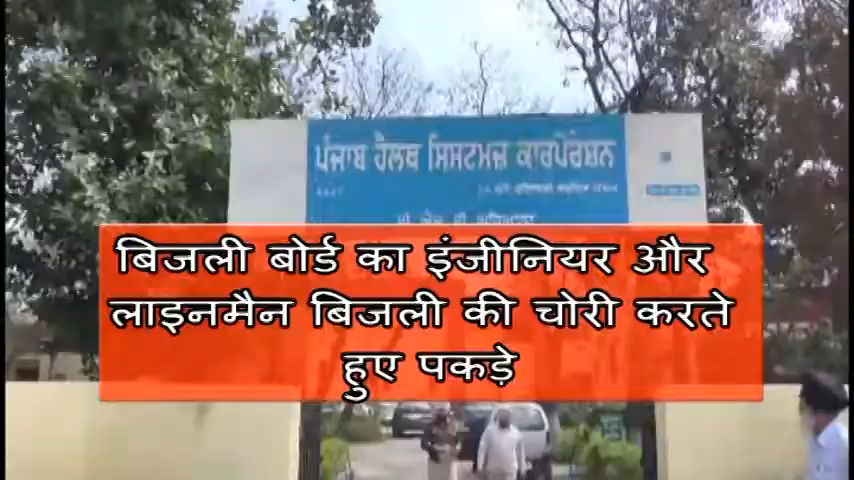 ਪੰਜਾਬ ਹੈਲਥ ਸਿਸਟਮਜ਼ ਕਾਰਪੋਰੇਸ਼ਨ
बिजली बोर्ड का इंजीनियर और
लाइनमैन बिजली की चोरी करते
हुए पकड़े